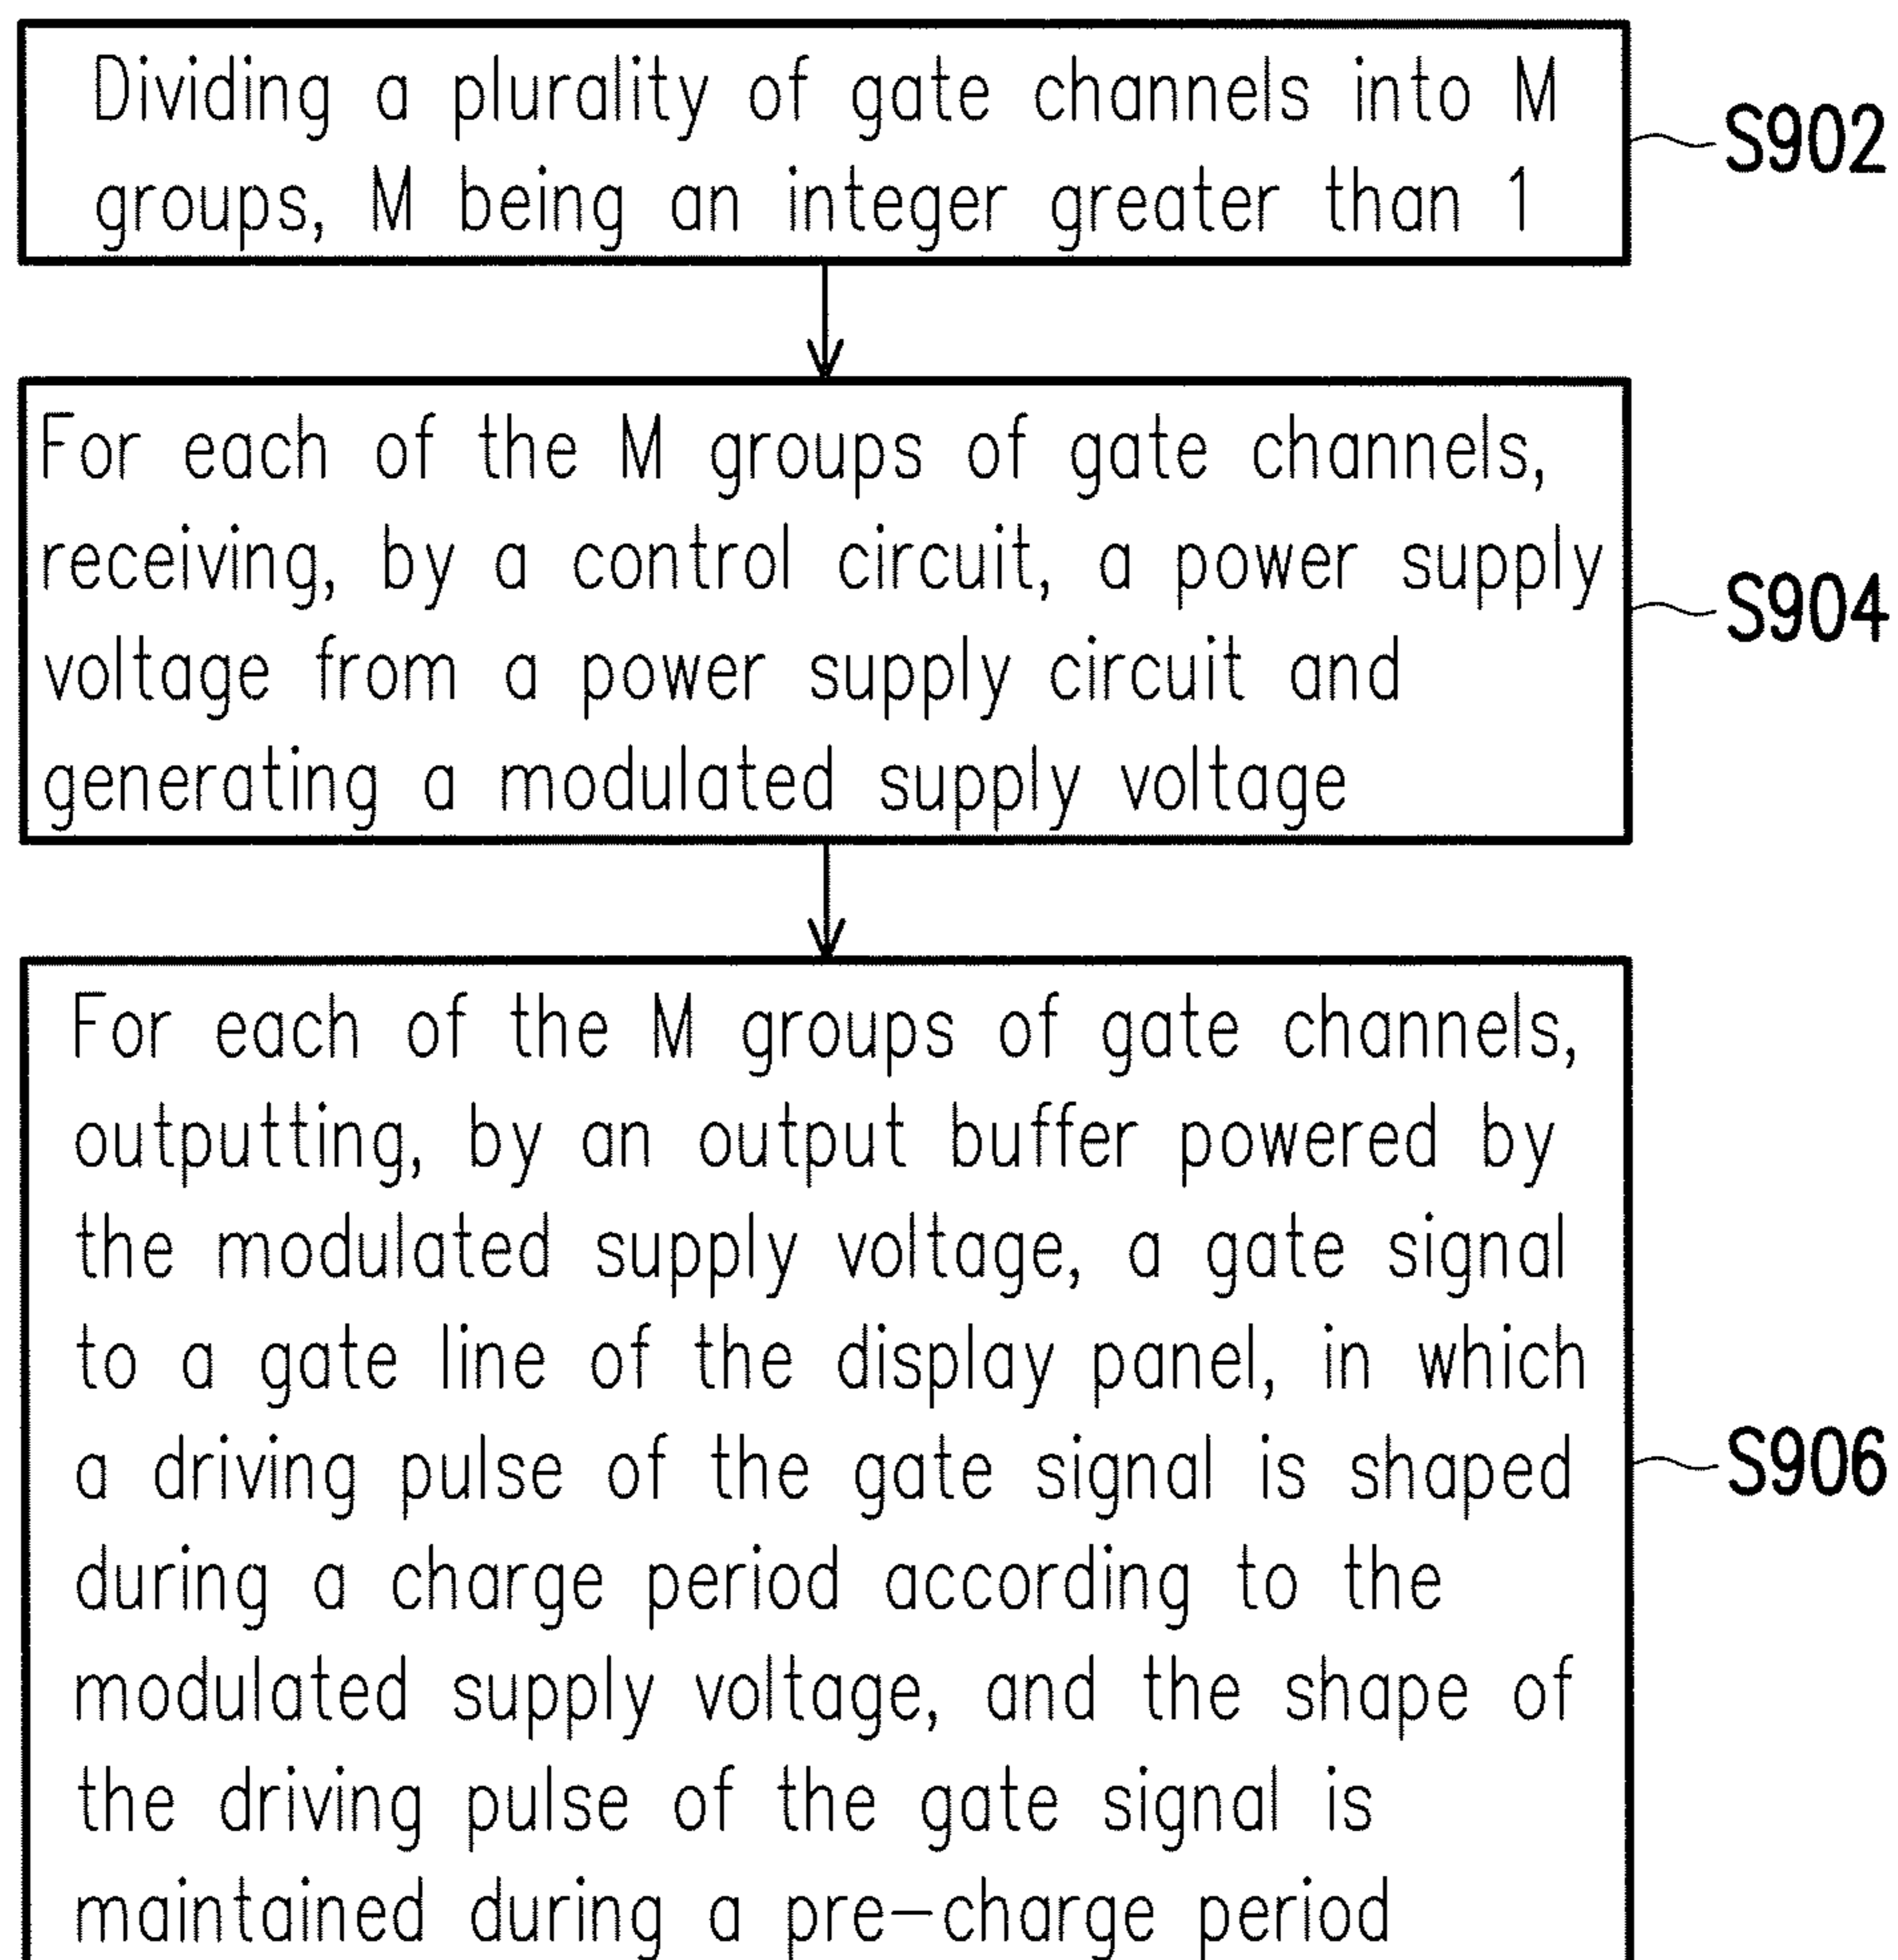 Dividing a plurality of gate channels into M
groups, M being an integer greater than 1
S902
For each of the M groups of gate channels,
receiving, by a control circuit, a power supply
voltage from a power supply circuit and
generating a modulated supply voltage
S904
For each of the M groups of gate channels,
outputting, by an output buffer powered by
the modulated supply voltage, a gate signal
to a gate line of the display panel, in which
a driving pulse of the gate signal is shaped
during a charge period according to the
modulated supply voltage, and the shape of
the driving pulse of the gate signal is
maintained during a pre-charge period
S906